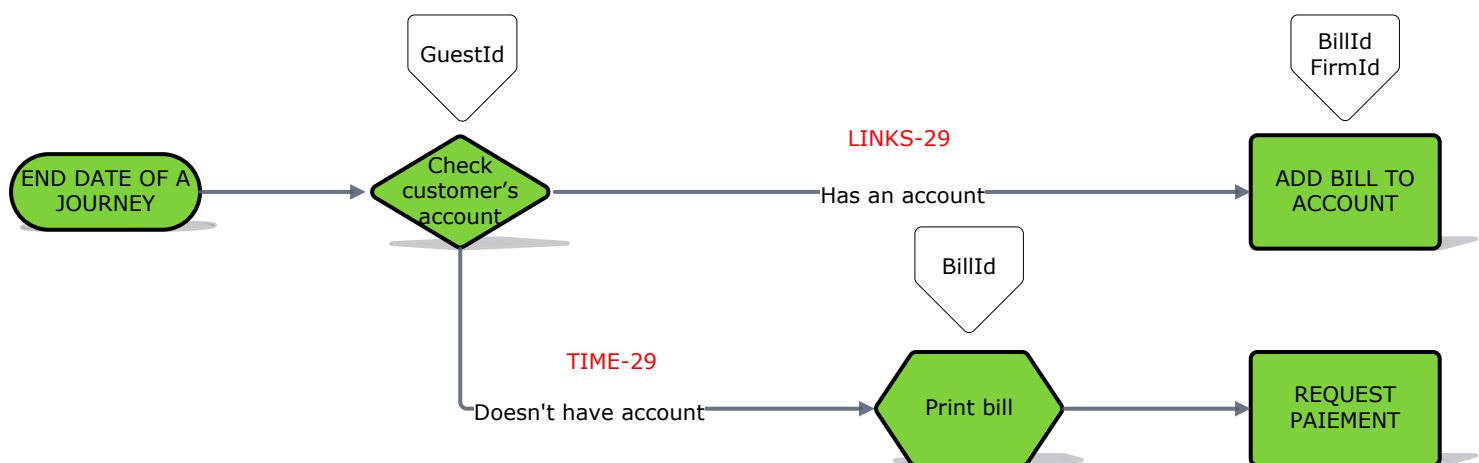 GuestId
BillId
FirmId
LINKS-29
END DATE OF A
JOURNEY
Check
customer's
account
Has an account
ADD BILL TO
ACCOUNT
BillId
TIME-29
Doesn't have account
Print bill
REQUEST
PAIEMENT